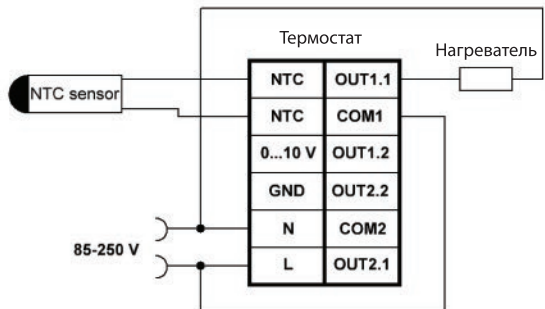 Термостат
Нагреватель
NTC sensor
NTC OUT1.1
NTC COM1
0...10 V OUT1.2
GND OUT2.2
N COM2
85-250 V
L OUT2.1